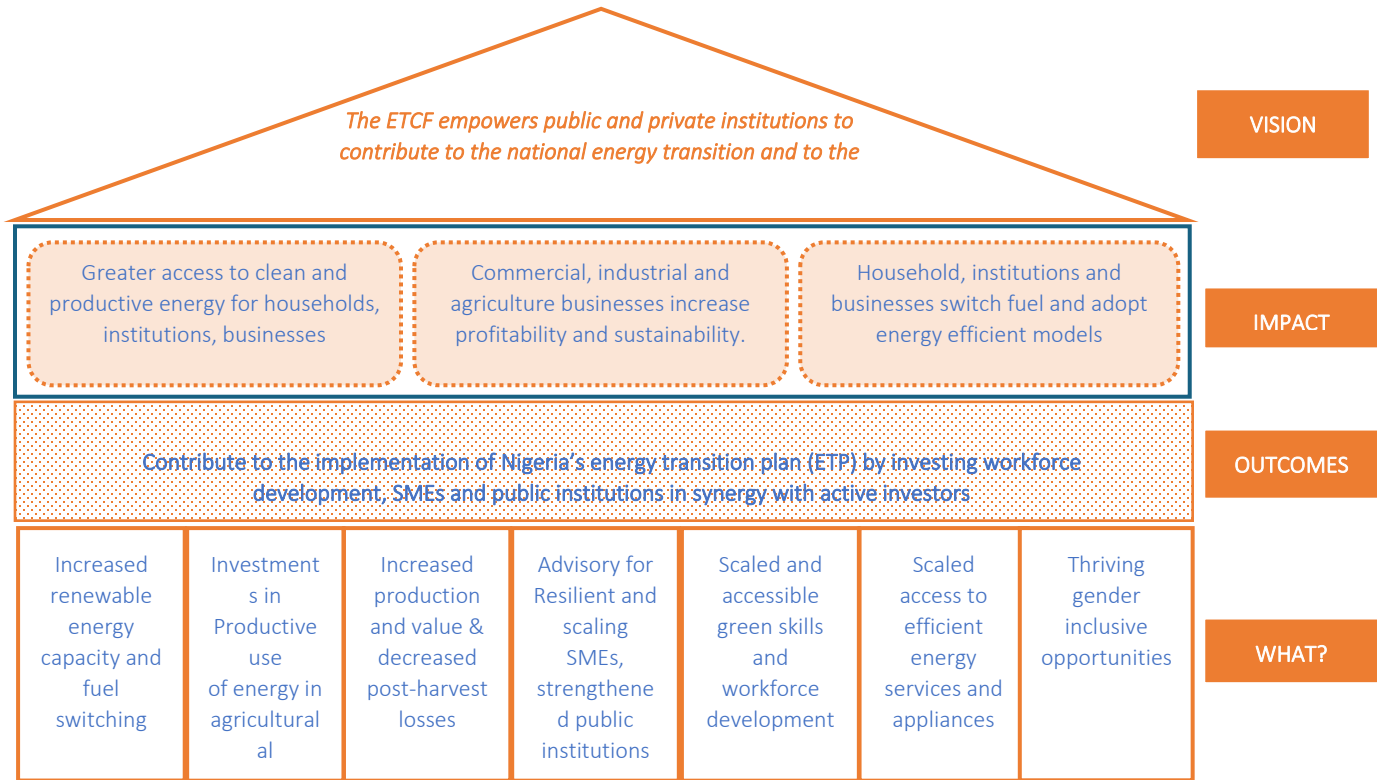 The ETCF empowers public and private institutions to
contribute to the national energy transition and to the
VISION
Greater access to clean and
productive energy for households,
institutions, businesses
Commercial, industrial and
agriculture businesses increase
profitability and sustainability.
Household, institutions and
businesses switch fuel and adopt
energy efficient models
IMPACT
Contribute to the implementation of Nigeria’s energy transition plan (ETP) by investing workforce
development, SMEs and public institutions in synergy with active investors
OUTCOMES
Increased
renewable
energy
capacity and
fuel
switching
Investment
s in
Productive
use
of energy in
agricultural
al
Increased
production
and value &
decreased
post-harvest
losses
Advisory for
Resilient and
scaling
SMEs,
strengthene
d public
institutions
Scaled and
accessible
green skills
and
workforce
development
Scaled
access to
efficient
energy
services and
appliances
Thriving
gender
inclusive
opportunities
WHAT?